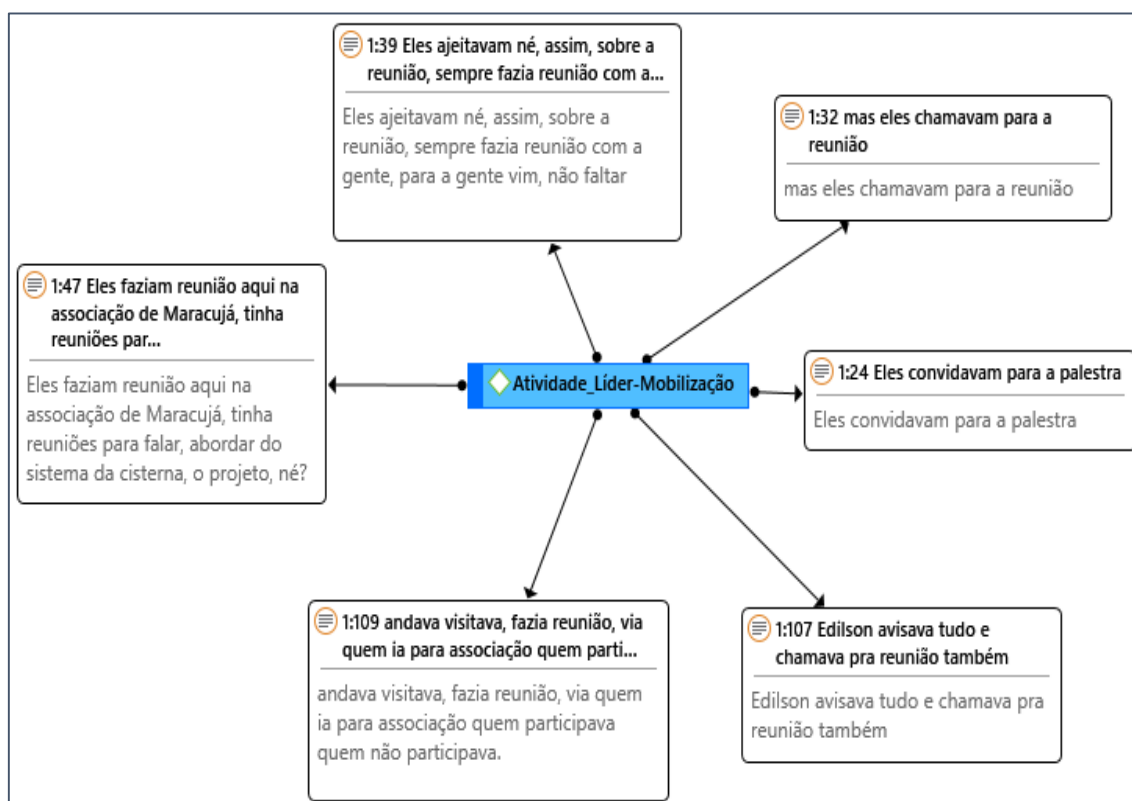 1:39 Eles ajeitavam né, assim, sobre a
reunião, sempre fazia reunião com a...
Eles ajeitavam né, assim, sobre a
reunião, sempre fazia reunião com a
gente, para a gente vim, não faltar
1:32 mas eles chamavam para a
reunião
mas eles chamavam para a reunião
1:47 Eles faziam reunião aqui na
associação de Maracujá, tinha
reuniões par...
Eles faziam reunião aqui na
associação de Maracujá, tinha
reuniões para falar, abordar do
sistema da cisterna, o projeto, né?
Atividade_Líder-Mobilização
1:24 Eles convidavam para a palestra
Eles convidavam para a palestra
1:109 andava visitava, fazia reunião, via
quem ia para associação quem parti...
andava visitava, fazia reunião, via quem
ia para associação quem participava
quem não participava.
1:107 Edilson avisava tudo e
chamava pra reunião também
Edilson avisava tudo e chamava pra
reunião também